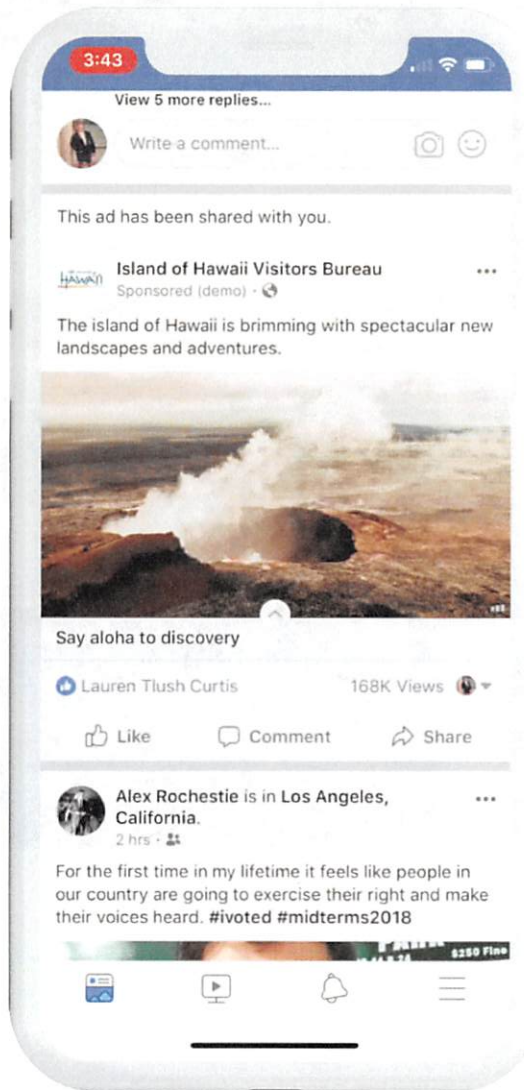 3:43
View 5 more replies...
Write a comment...
This ad has been shared with you.
HAWAI'I
Island of Hawaii Visitors Bureau
Sponsored (demo) ·
The island of Hawaii is brimming with spectacular new
landscapes and adventures.
Say aloha to discovery
Lauren Tlush Curtis
168K Views
Like
Comment
Share
Alex Rochestie is in Los Angeles,
California.
2 hrs ·
For the first time in my lifetime it feels like people in
our country are going to exercise their right and make
their voices heard. #ivoted #midterms2018
$250 Fine